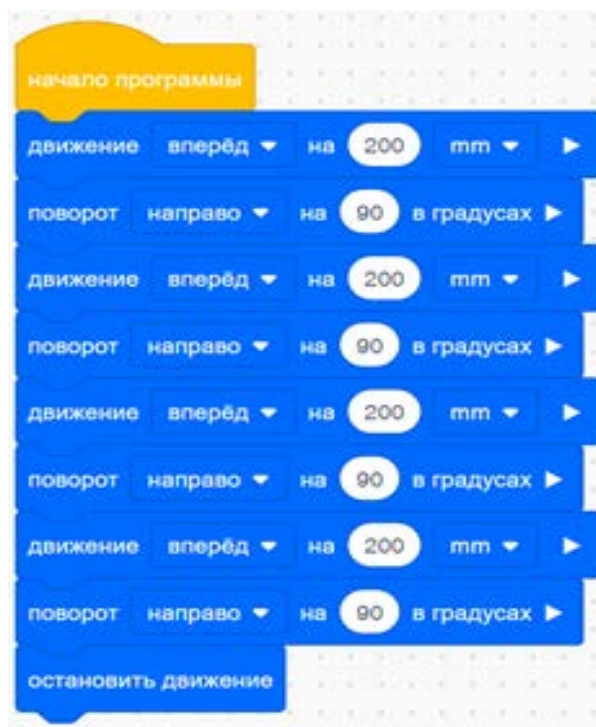 начало программы
движение вперёд на 200 mm
поворот направо на 90 в градусах
движение вперёд на 200 mm
поворот направо на 90 в градусах
движение вперёд на 200 mm
поворот направо на 90 в градусах
движение вперёд на 200 mm
поворот направо на 90 в градусах
остановить движение